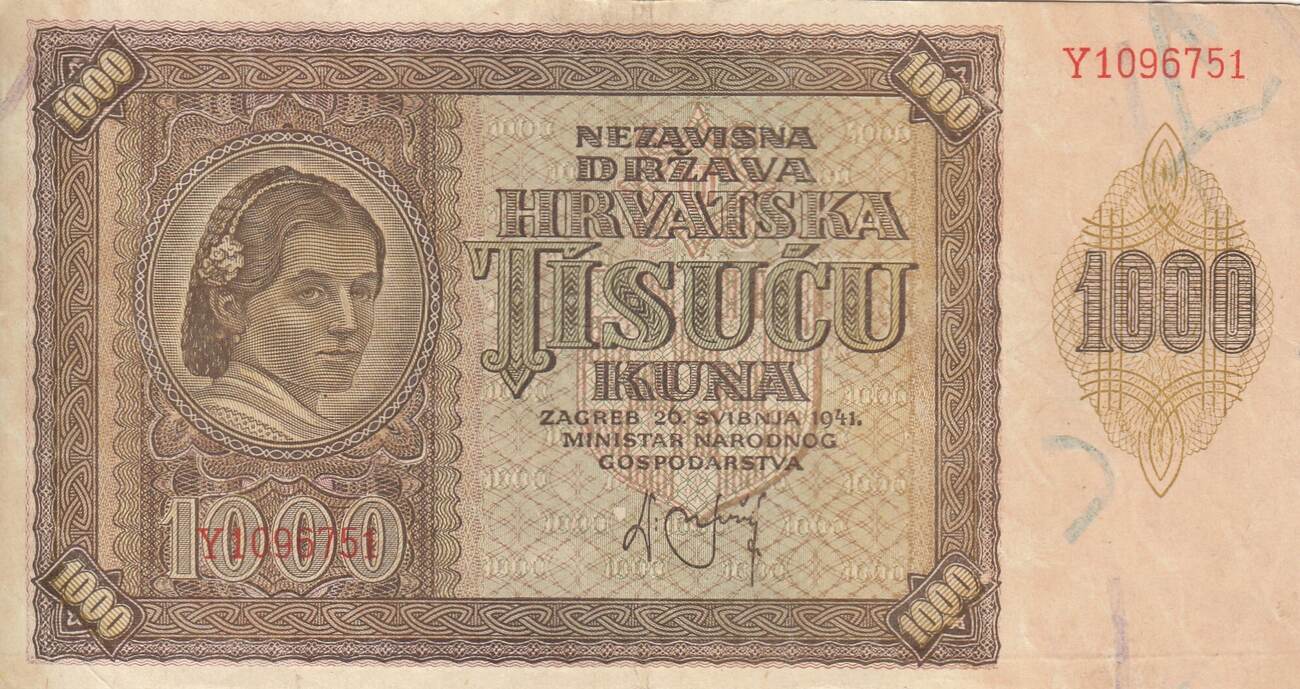 1000
1000
Y1096751
NEZAVISNA
DRŽAVA
HRVATSKA
TISUĆU
KUNA
ZAGREB 26. SVIBNJA 1941.
MINISTAR NARODNOG
GOSPODARSTVA
1000
1000
Y1096751
1000
1000